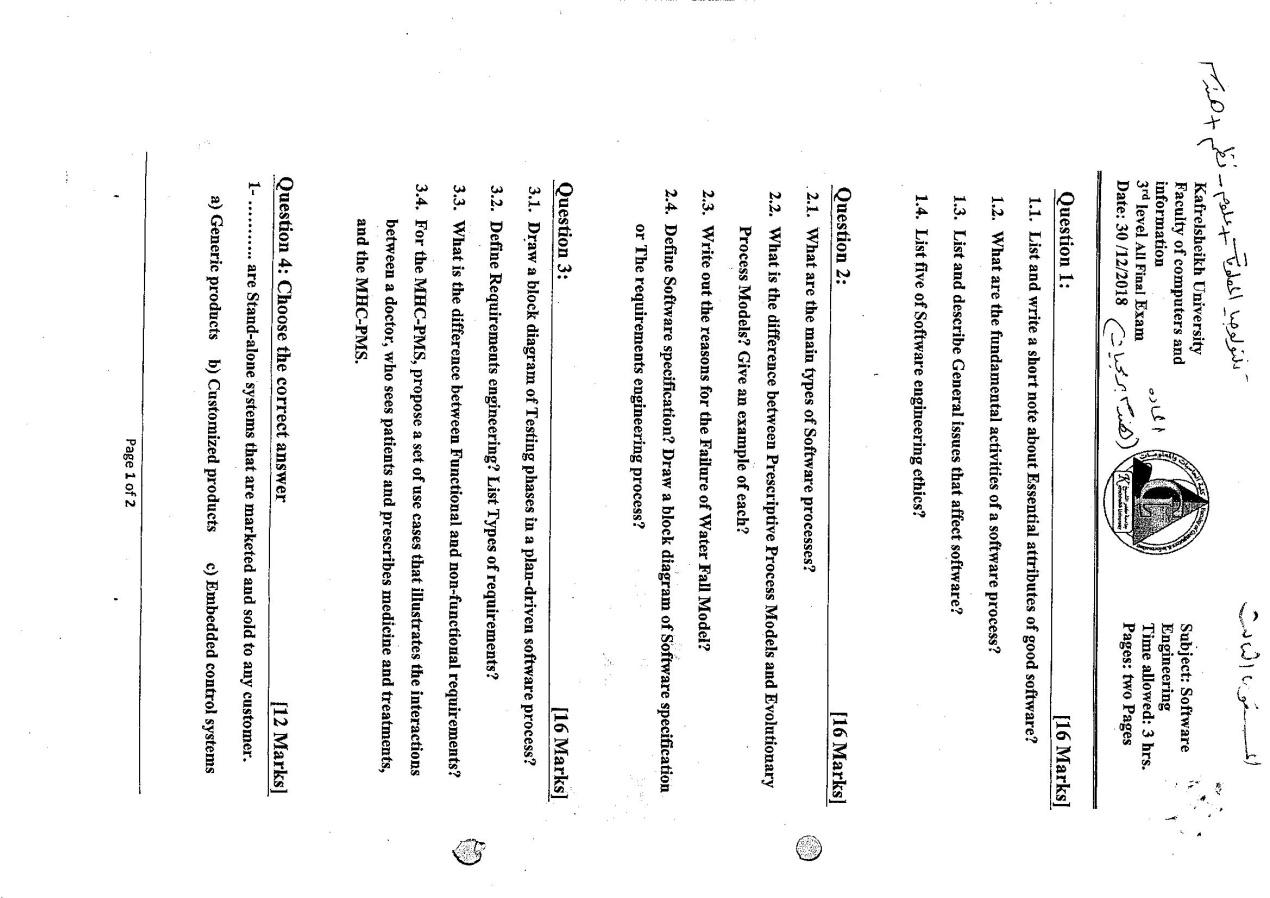 تكنولوجيا المعلومات + علوم - نظم + هندسة
المستوى الثالث
Kafrelsheikh University
Faculty of computers and
information
3rd level All Final Exam
Date: 30 /12/2018
المادة
(هندسة برمجيات)
Subject: Software
Engineering
Time allowed: 3 hrs.
Pages: two Pages
Question 1: [16 Marks]
1.1. List and write a short note about Essential attributes of good software?
1.2. What are the fundamental activities of a software process?
1.3. List and describe General issues that affect software?
1.4. List five of Software engineering ethics?
Question 2: [16 Marks]
2.1. What are the main types of Software processes?
2.2. What is the difference between Prescriptive Process Models and Evolutionary
Process Models? Give an example of each?
2.3. Write out the reasons for the Failure of Water Fall Model?
2.4. Define Software specification? Draw a block diagram of Software specification
or The requirements engineering process?
Question 3: [16 Marks]
3.1. Draw a block diagram of Testing phases in a plan-driven software process?
3.2. Define Requirements engineering? List Types of requirements?
3.3. What is the difference between Functional and non-functional requirements?
3.4. For the MHC-PMS, propose a set of use cases that illustrates the interactions
between a doctor, who sees patients and prescribes medicine and treatments,
and the MHC-PMS.
Question 4: Choose the correct answer [12 Marks]
1- ............ are Stand-alone systems that are marketed and sold to any customer.
a) Generic products b) Customized products c) Embedded control systems
Page 1 of 2